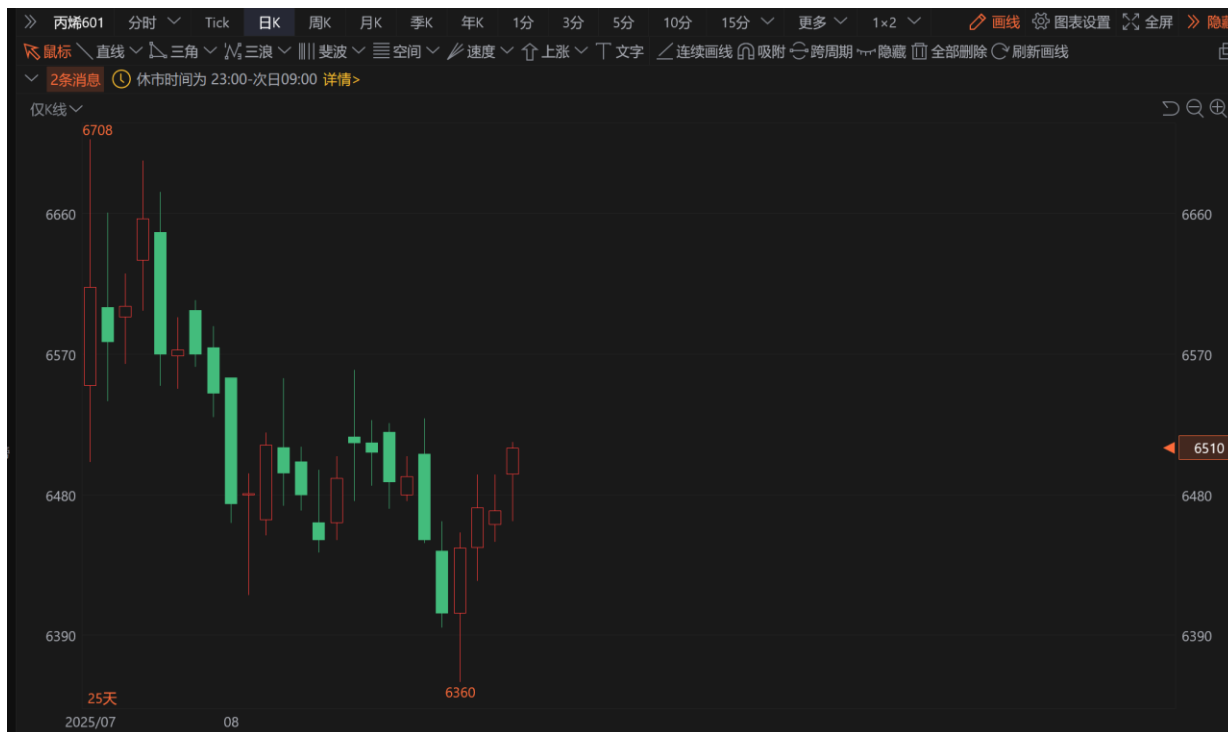 丙烯601 分时 Tick 日K 周K 月K 季K 年K 1分 3分 5分 10分 15分 更多 1×2 画线 图表设置 全屏 隐藏
鼠标 直线 三角 三浪 斐波 空间 速度 上涨 文字 连续画线 吸附 跨周期 隐藏 全部删除 刷新画线
2条消息 休市时间为 23:00-次日09:00 详情>
仅K线
6708
6660 6660
6570 6570
6510
6480 6480
6390 6390
6360
25天
2025/07 08